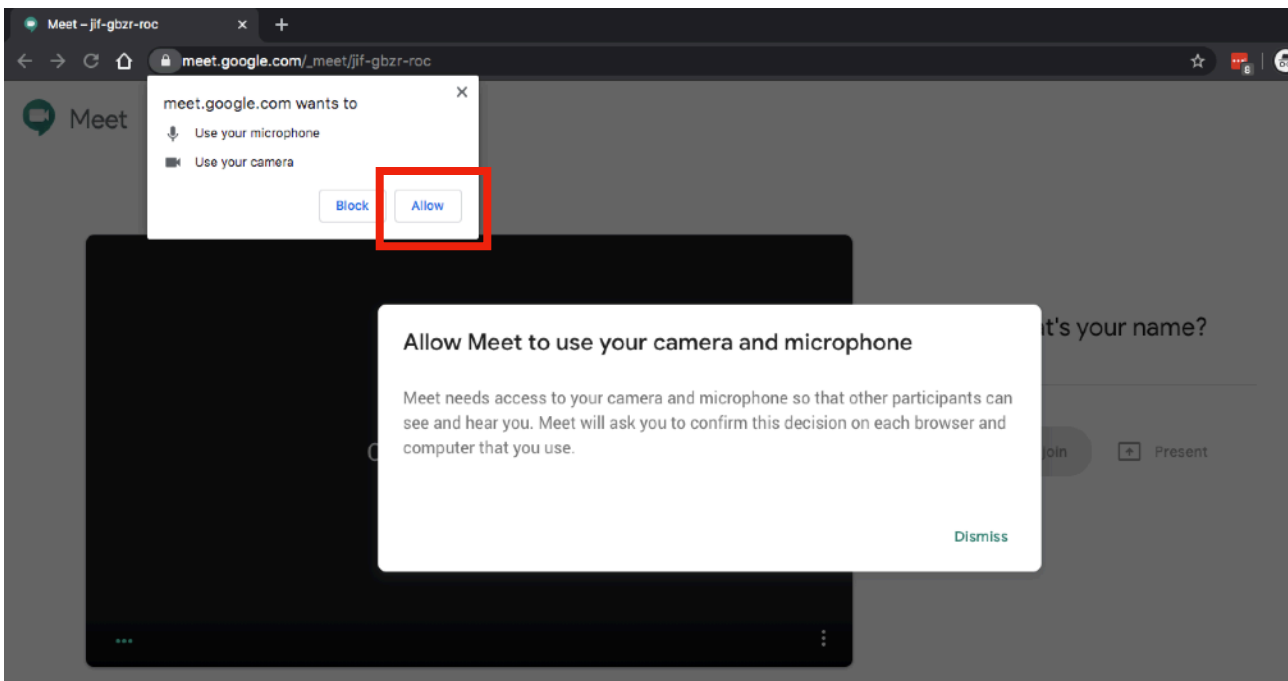 Meet – jif-gbzr-roc
meet.google.com/_meet/jif-gbzr-roc
6
Meet
meet.google.com wants to
Use your microphone
Use your camera
Block
Allow
Allow Meet to use your camera and microphone
Meet needs access to your camera and microphone so that other participants can
see and hear you. Meet will ask you to confirm this decision on each browser and
computer that you use.
Dismiss
t's your name?
join
Present